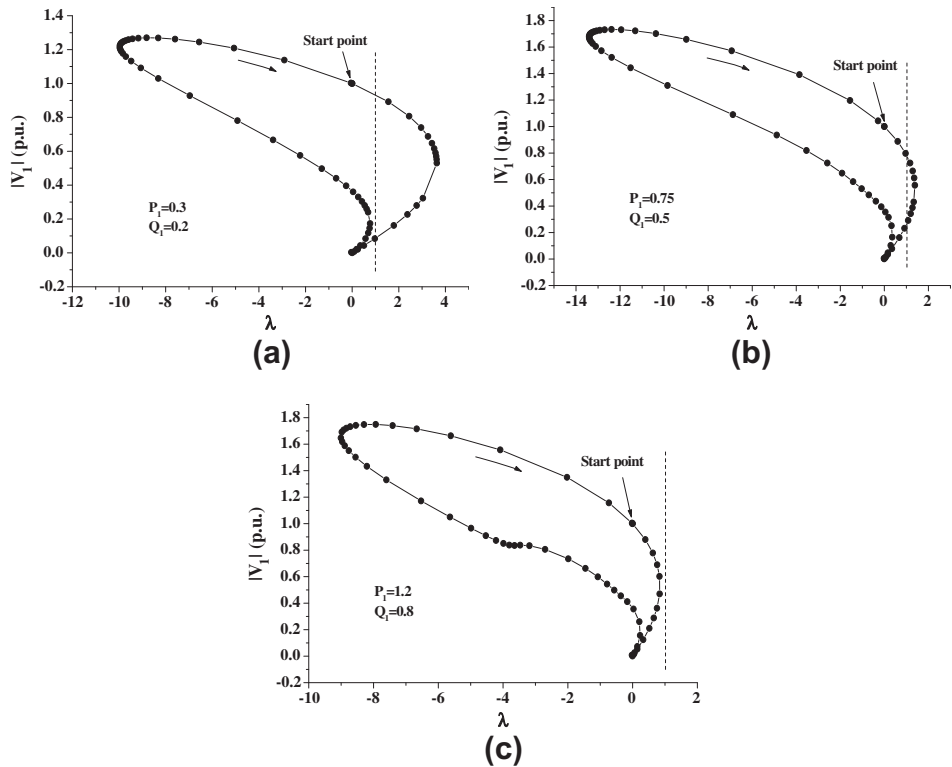 1.4
1.2
1.0
0.8
0.6
0.4
0.2
0.0
-0.2
|V₁| (p.u.)
Start point
P₁=0.3
Q₁=0.2
-12 -10 -8 -6 -4 -2 0 2 4
λ
(a)
1.8
1.6
1.4
1.2
1.0
0.8
0.6
0.4
0.2
0.0
-0.2
|V₁| (p.u.)
Start point
P₁=0.75
Q₁=0.5
-14 -12 -10 -8 -6 -4 -2 0 2
λ
(b)
1.8
1.6
1.4
1.2
1.0
0.8
0.6
0.4
0.2
0.0
-0.2
|V₁| (p.u.)
Start point
P₁=1.2
Q₁=0.8
-10 -8 -6 -4 -2 0 2
λ
(c)